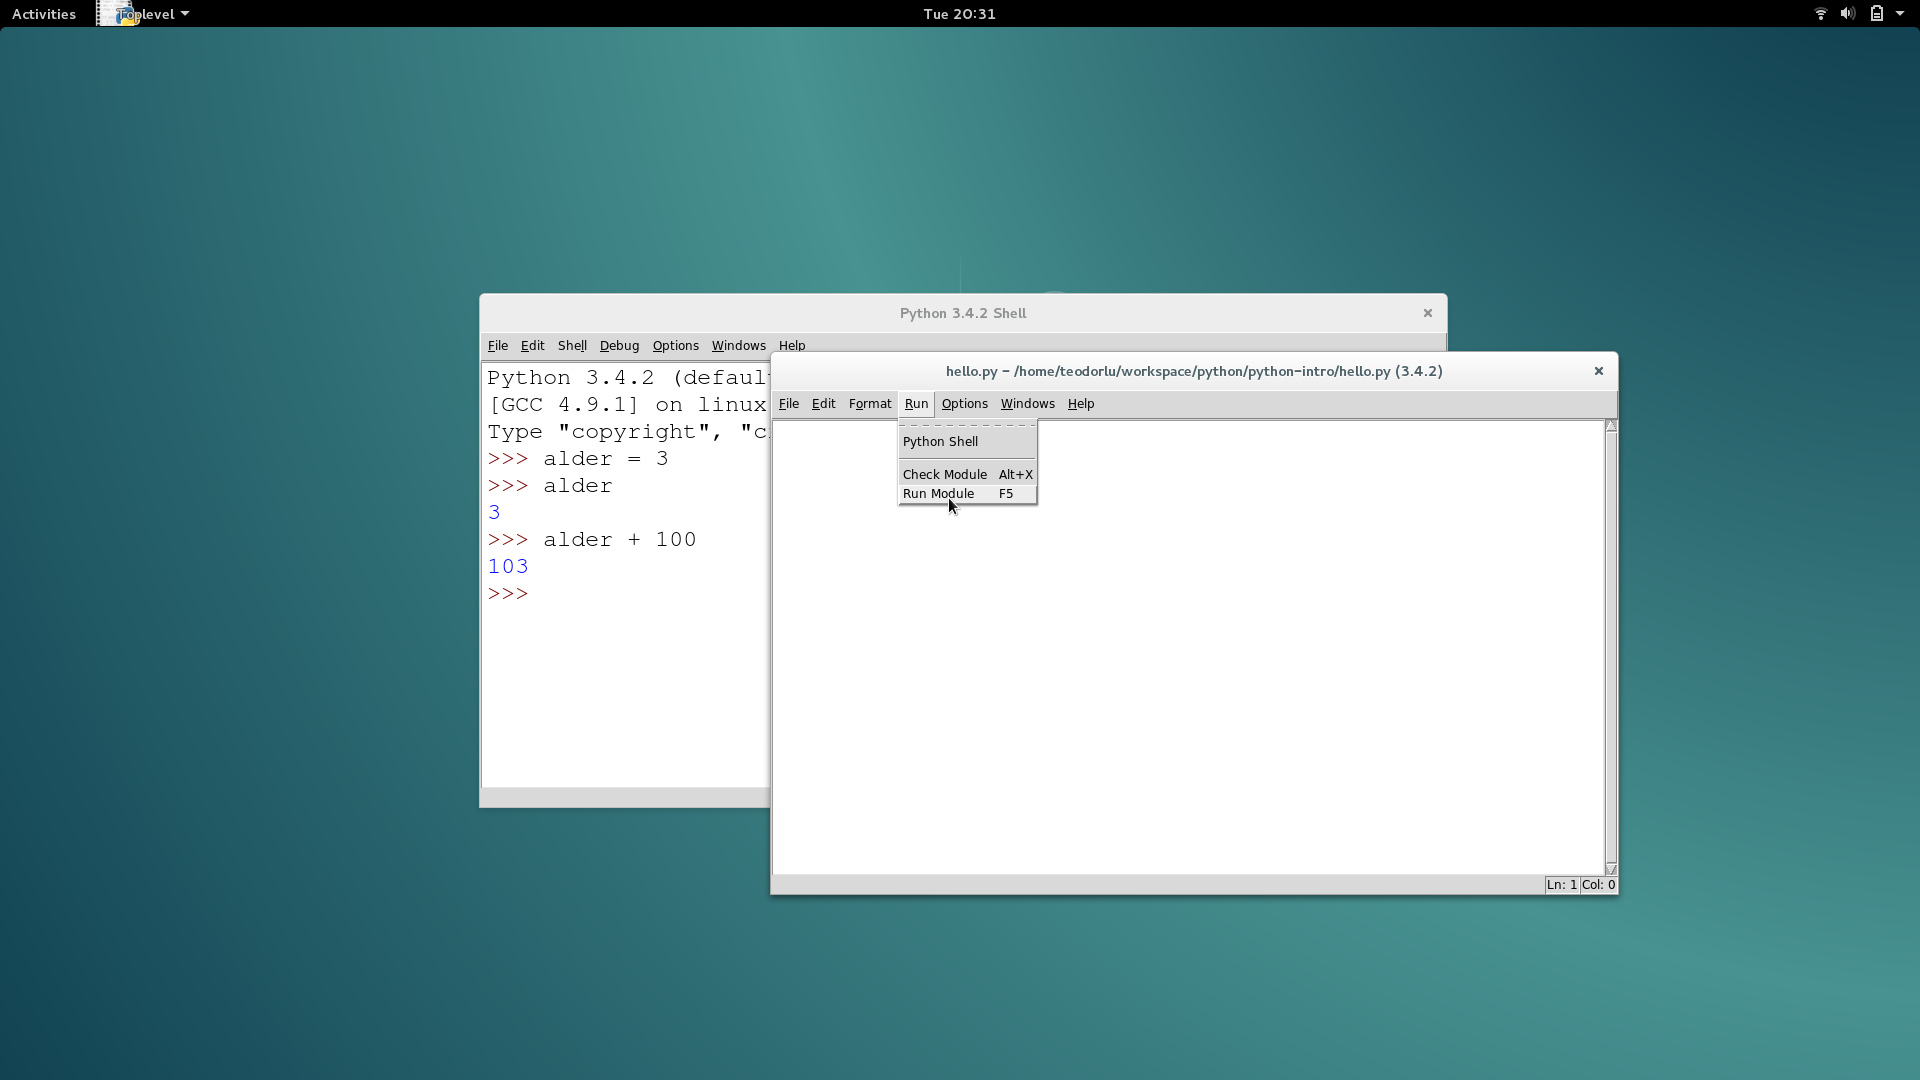 Activities Toplevel Tue 20:31
Python 3.4.2 Shell
File Edit Shell Debug Options Windows Help
Python 3.4.2 (defaul
[GCC 4.9.1] on linux
Type "copyright", "c
>>> alder = 3
>>> alder
3
>>> alder + 100
103
>>>
hello.py – /home/teodorlu/workspace/python/python-intro/hello.py (3.4.2)
File Edit Format Run Options Windows Help
Python Shell
Check Module Alt+X
Run Module F5
Ln: 1 Col: 0